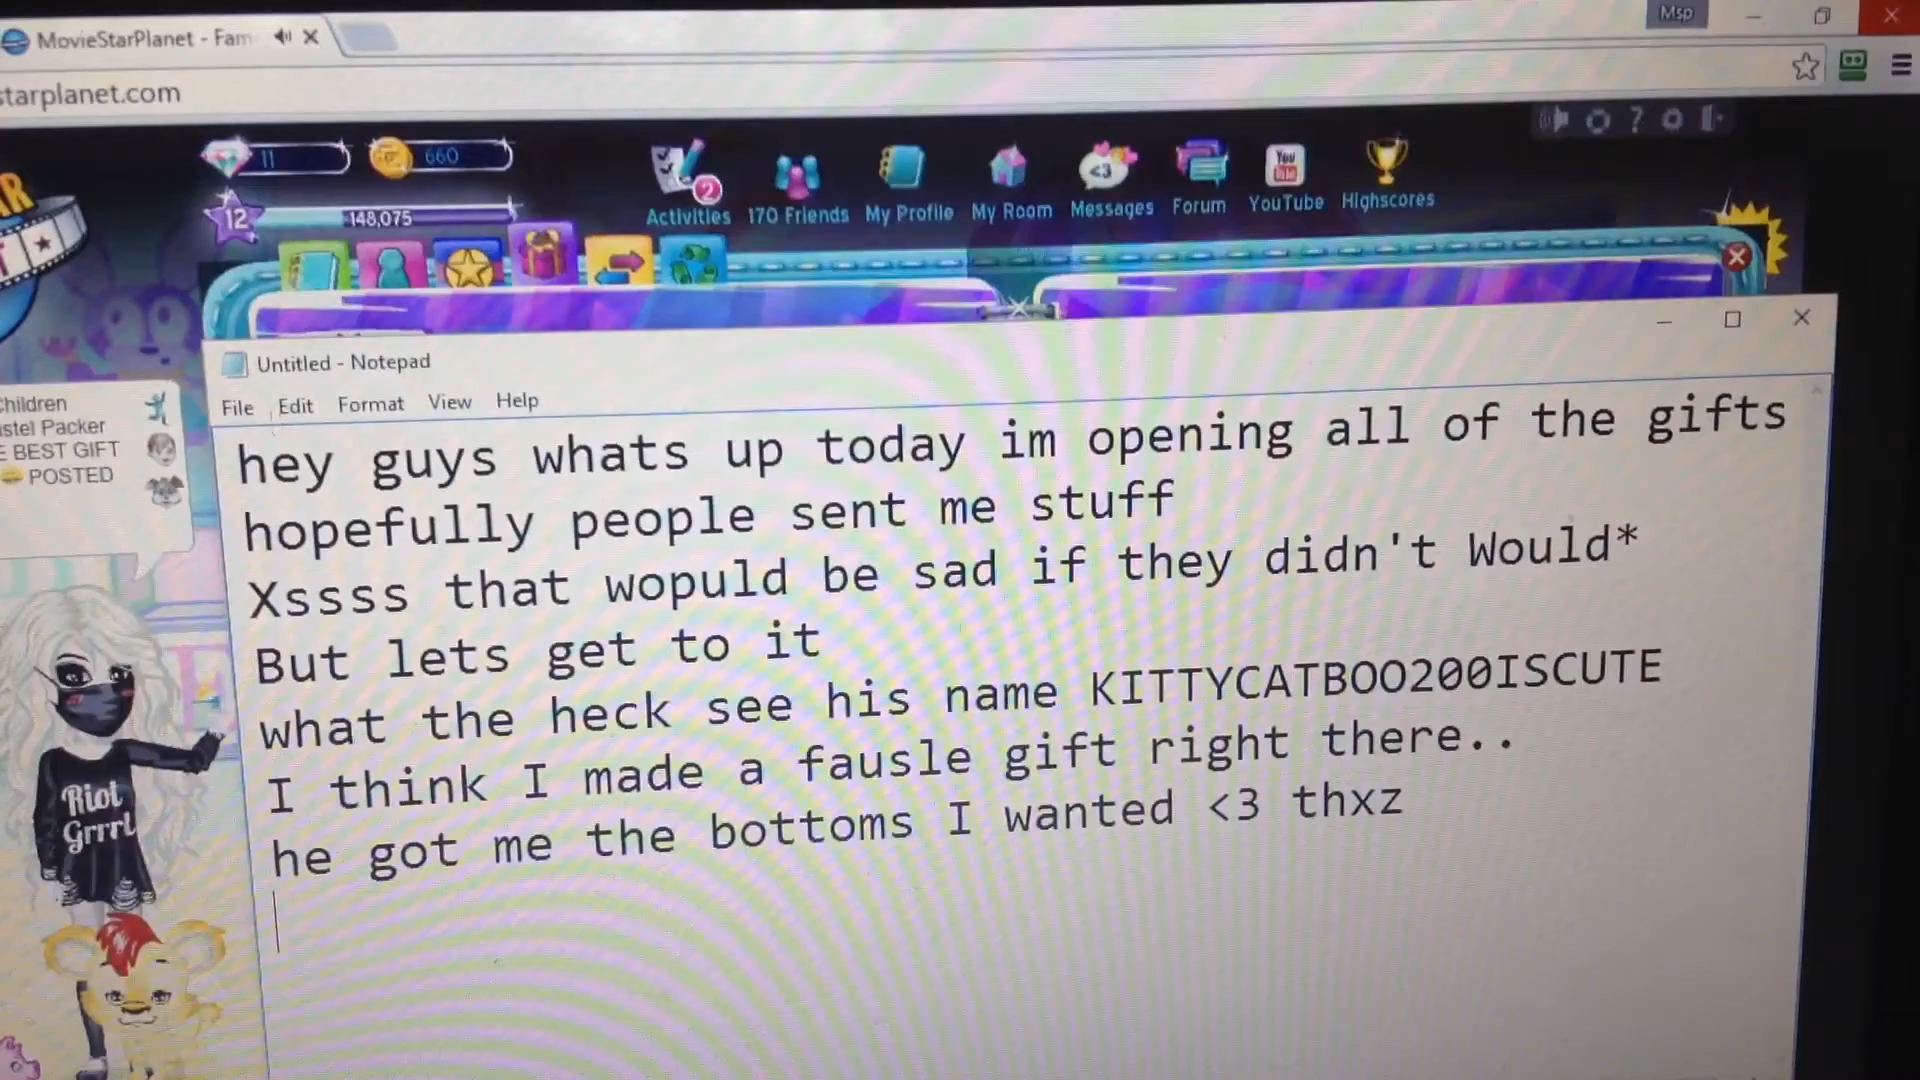 Msp
MovieStarPlanet - Fam
starplanet.com
11
660
12
148,075
2
Activities
170 Friends
My Profile
My Room
<3
Messages
Forum
You
Tube
YouTube
Highscores
?
Untitled - Notepad
File Edit Format View Help
hey guys whats up today im opening all of the gifts
hopefully people sent me stuff
Xssss that wopuld be sad if they didn't Would*
But lets get to it
what the heck see his name KITTYCATBOO200ISCUTE
I think I made a fausle gift right there..
he got me the bottoms I wanted <3 thxz
Children
stel Packer
E BEST GIFT
POSTED
Riot
Grrrl